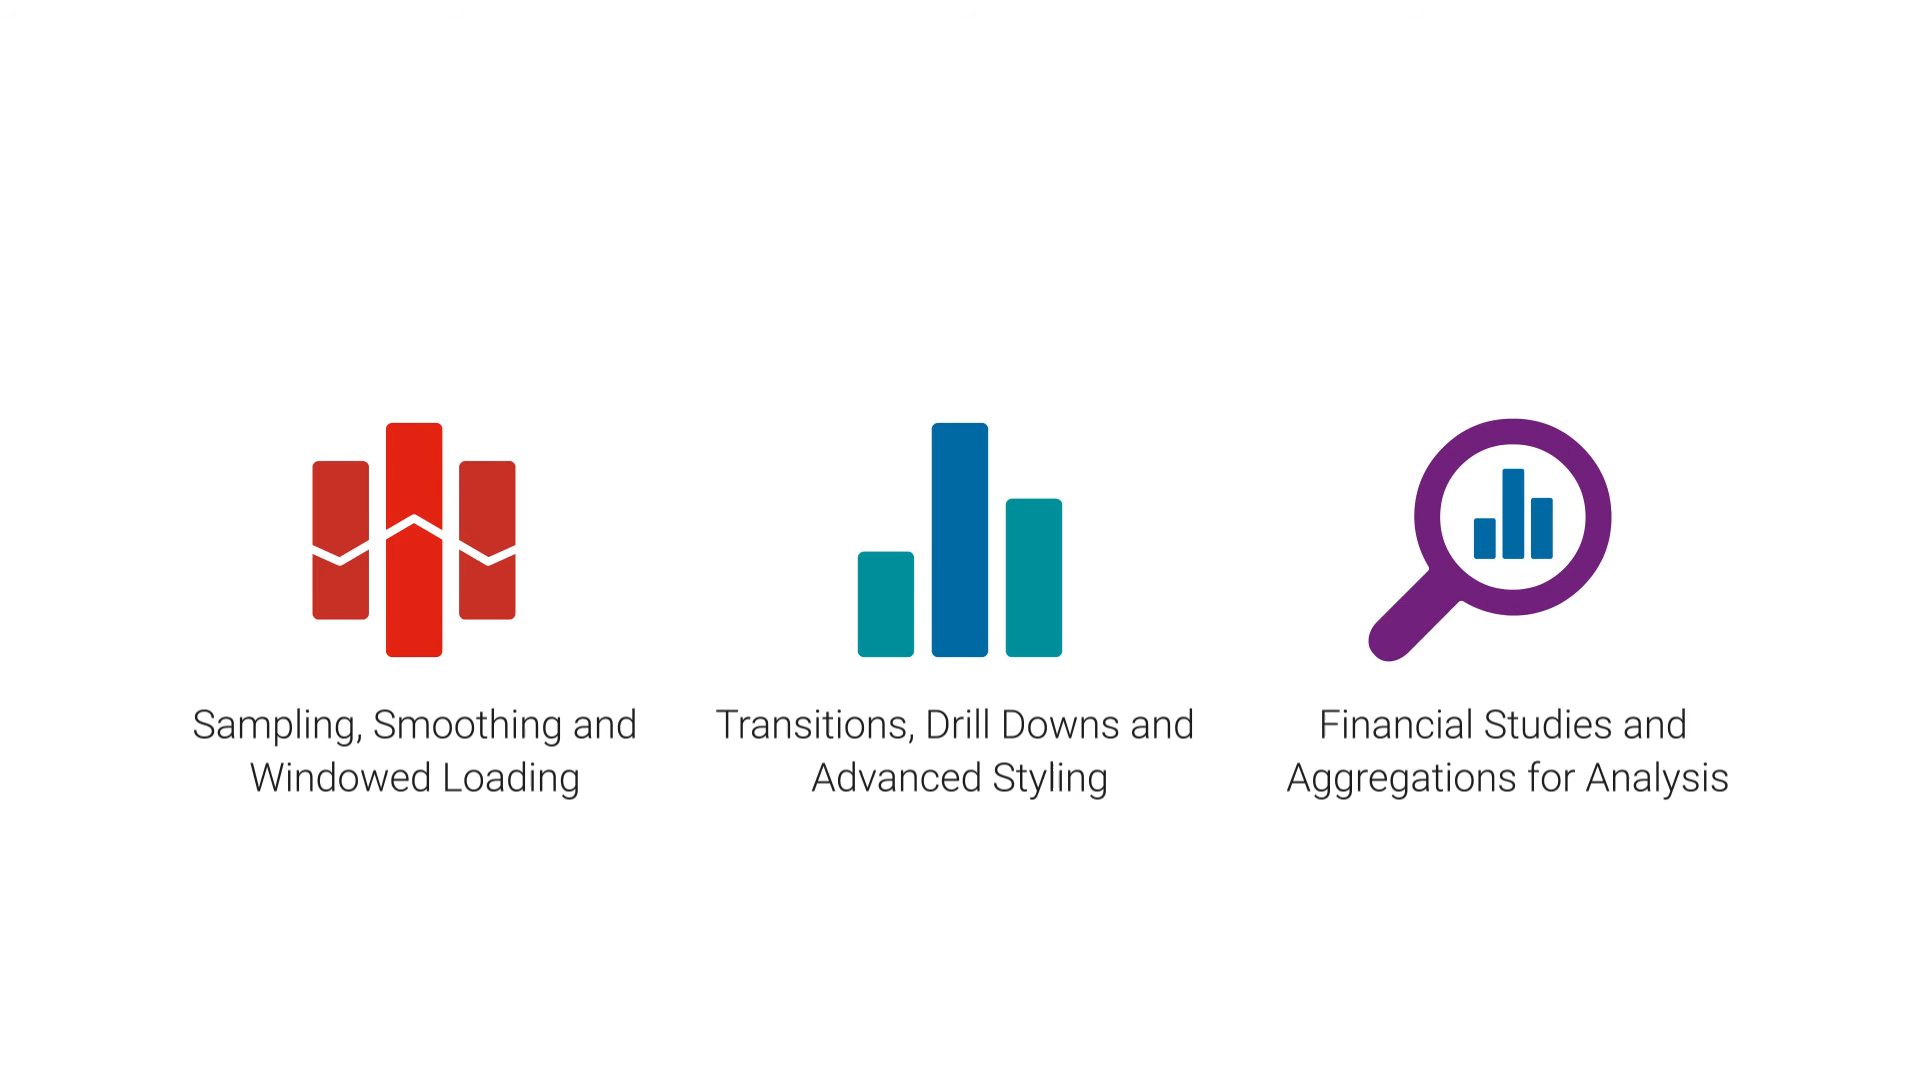 Sampling, Smoothing and
Windowed Loading
Transitions, Drill Downs and
Advanced Styling
Financial Studies and
Aggregations for Analysis